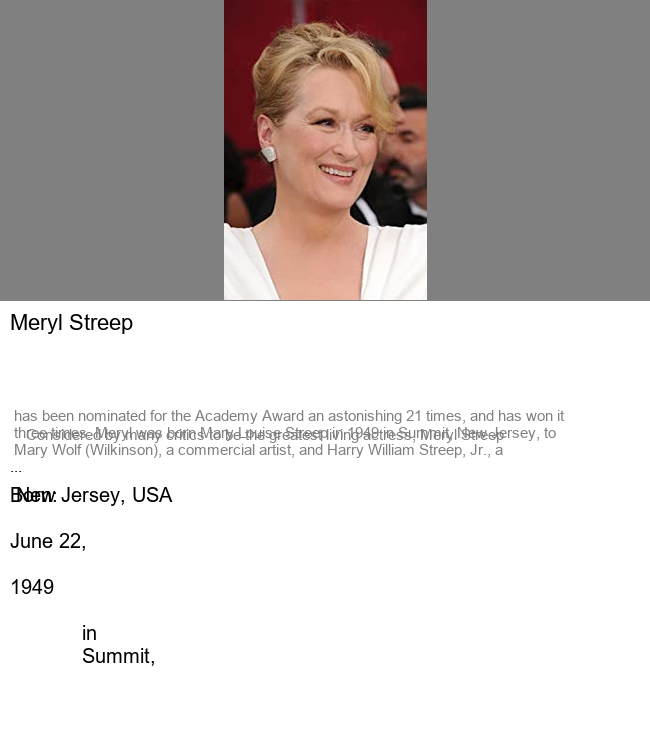 Meryl Streep
Considered by many critics to be the greatest living actress, Meryl Streep
has been nominated for the Academy Award an astonishing 21 times, and has won it
three times. Meryl was born Mary Louise Streep in 1949 in Summit, New Jersey, to
Mary Wolf (Wilkinson), a commercial artist, and Harry William Streep, Jr., a
...
Born:
New Jersey, USA
June 22,
1949
in
Summit,